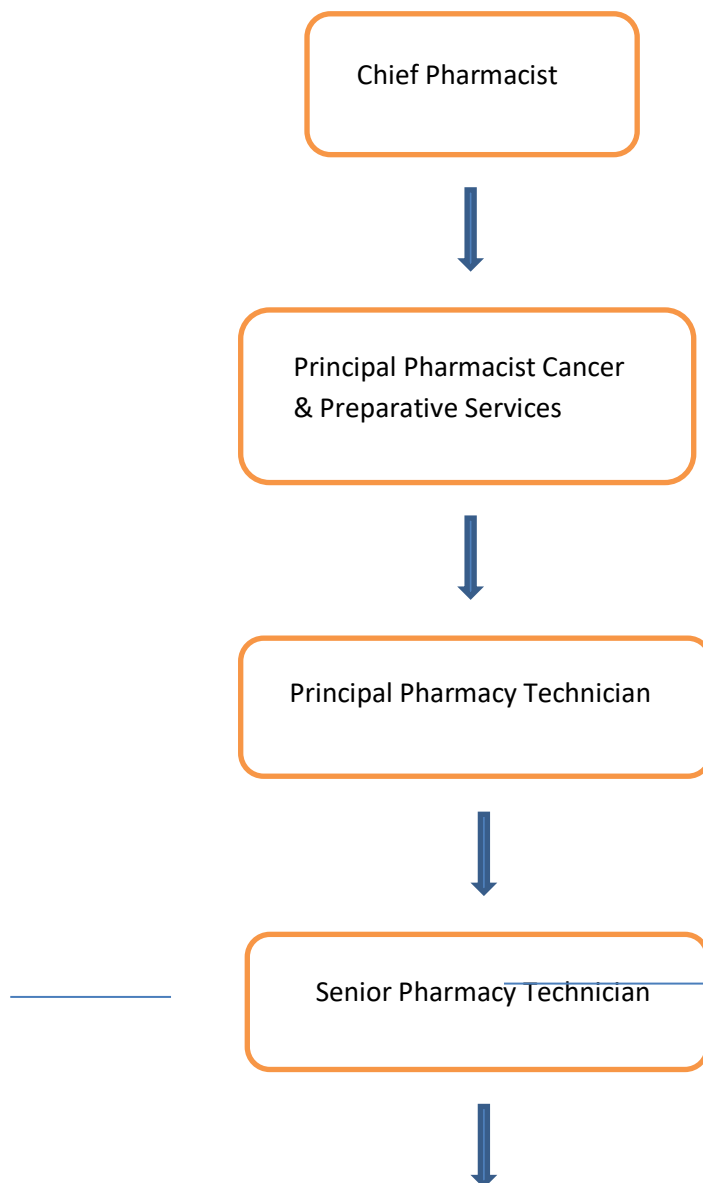 Chief Pharmacist
Principal Pharmacist Cancer
& Preparative Services
Principal Pharmacy Technician
Senior Pharmacy Technician